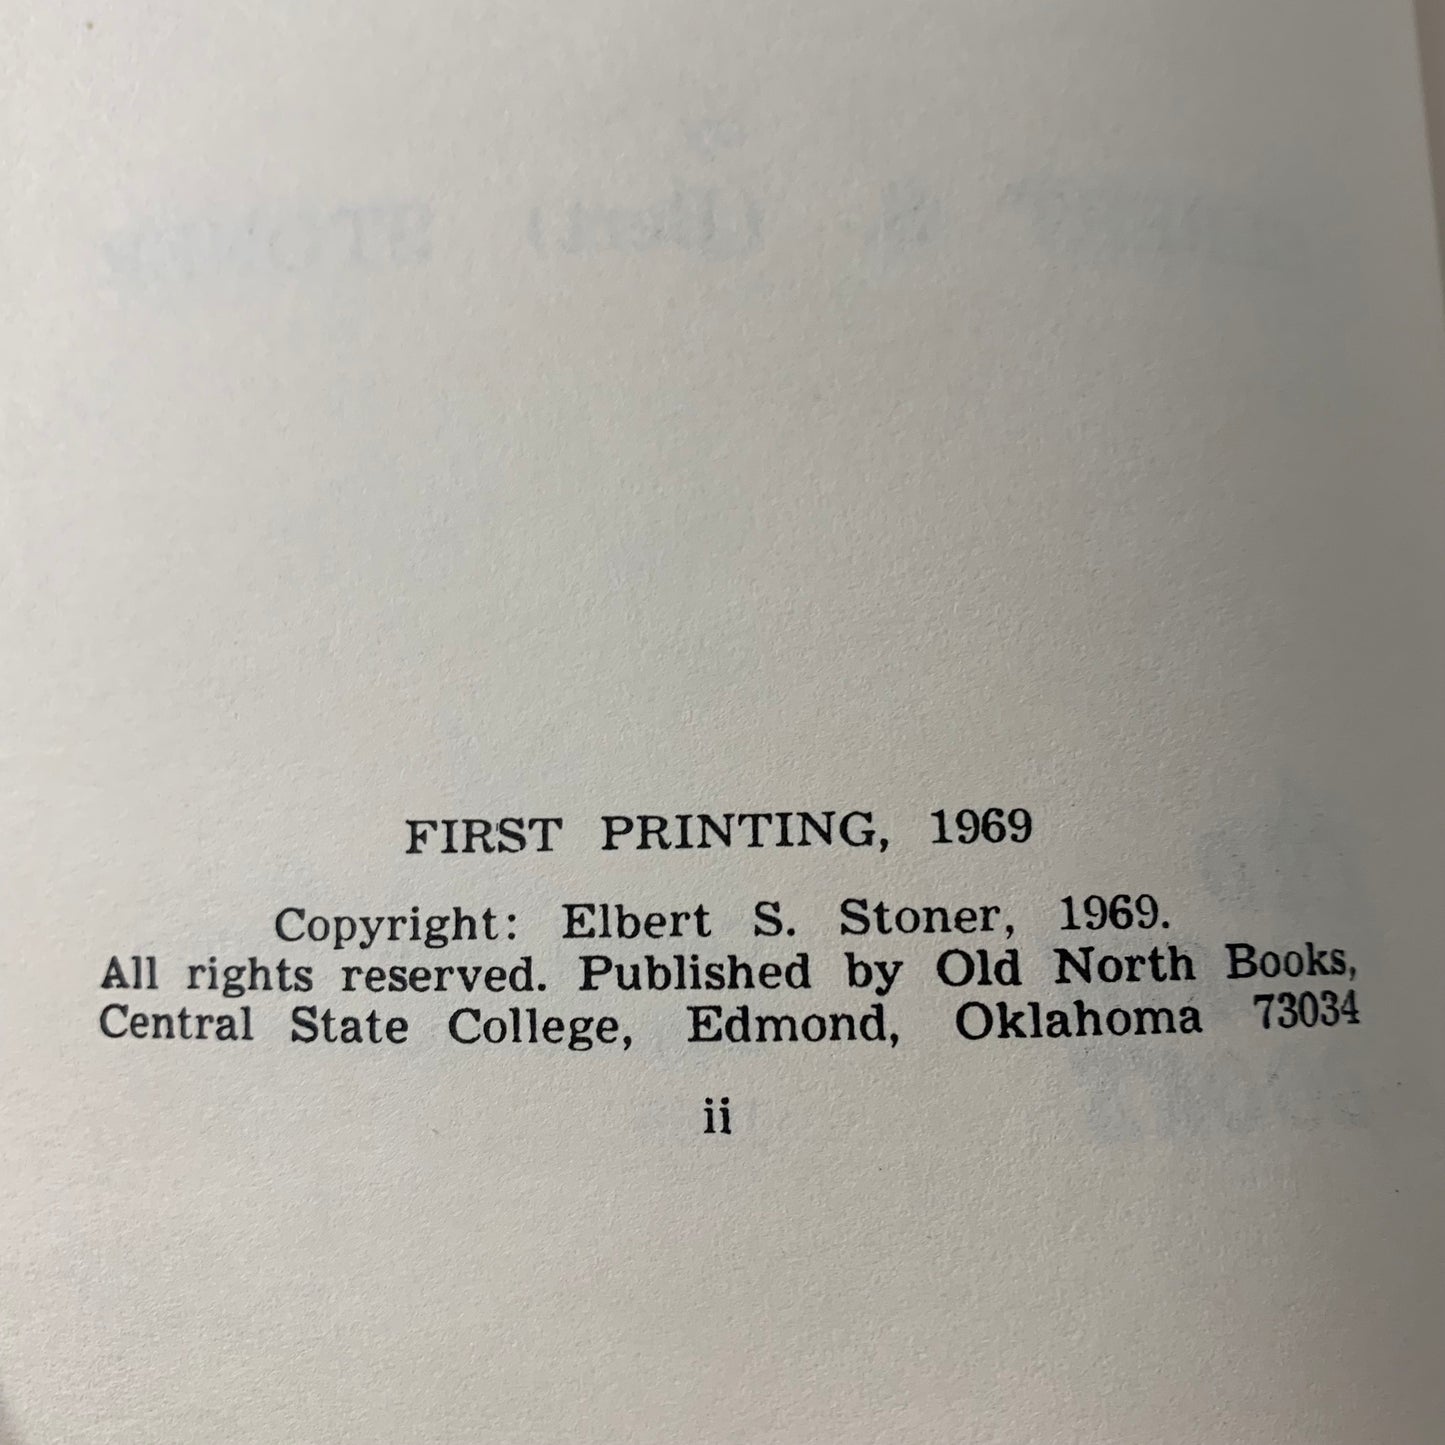 FIRST PRINTING, 1969
Copyright: Elbert S. Stoner, 1969.
All rights reserved. Published by Old North Books,
Central State College, Edmond, Oklahoma 73034
ii